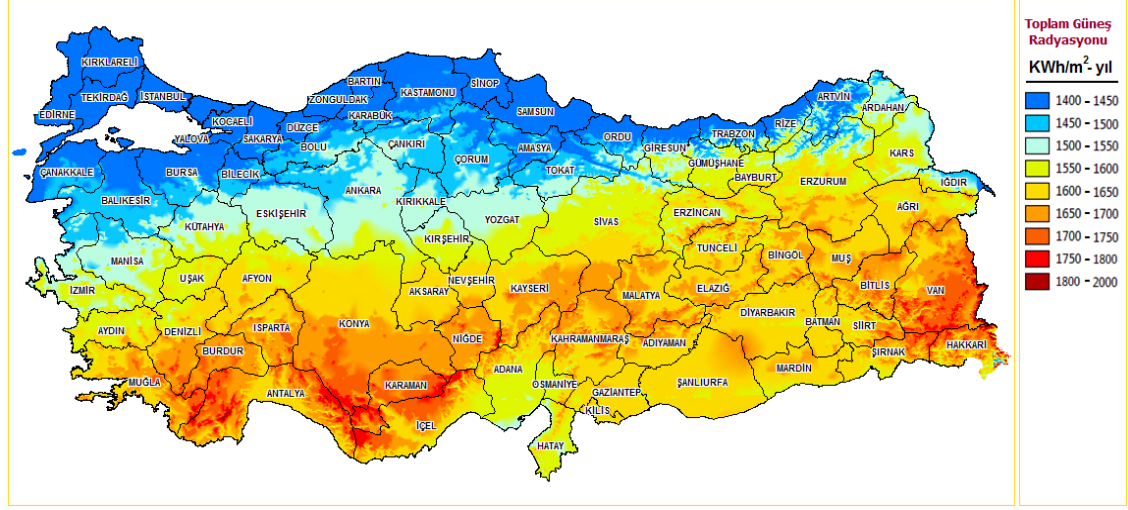 KIRKLARELİ
TEKİRDAĞ
İSTANBUL
EDİRNE
KOCAELİ
YALOVA
SAKARYA
DÜZCE
ZONGULDAK
BARTIN
KARABÜK
KASTAMONU
SİNOP
SAMSUN
BOLU
ÇANKIRI
ÇORUM
AMASYA
TOKAT
ORDU
GİRESUN
TRABZON
RİZE
ARTVİN
ARDAHAN
GÜMÜŞHANE
BAYBURT
KARS
ERZURUM
IĞDIR
ÇANAKKALE
BURSA
BİLECİK
BALIKESİR
ANKARA
KIRIKKALE
ESKİŞEHİR
KÜTAHYA
YOZGAT
SİVAS
ERZİNCAN
AĞRI
KIRŞEHİR
MANİSA
UŞAK
AFYON
İZMİR
NEVŞEHİR
AKSARAY
KAYSERİ
MALATYA
TUNCELİ
BİNGÖL
MUŞ
ELAZIĞ
BİTLİS
VAN
AYDIN
DENİZLİ
ISPARTA
BURDUR
KONYA
NİĞDE
KAHRAMANMARAŞ
ADIYAMAN
DİYARBAKIR
BATMAN
SİİRT
ŞIRNAK
HAKKARİ
MUĞLA
ANTALYA
KARAMAN
ADANA
OSMANİYE
GAZİANTEP
ŞANLIURFA
MARDİN
KİLİS
İÇEL
HATAY
Toplam Güneş
Radyasyonu
KWh/m²- yıl
1400 - 1450
1450 - 1500
1500 - 1550
1550 - 1600
1600 - 1650
1650 - 1700
1700 - 1750
1750 - 1800
1800 - 2000